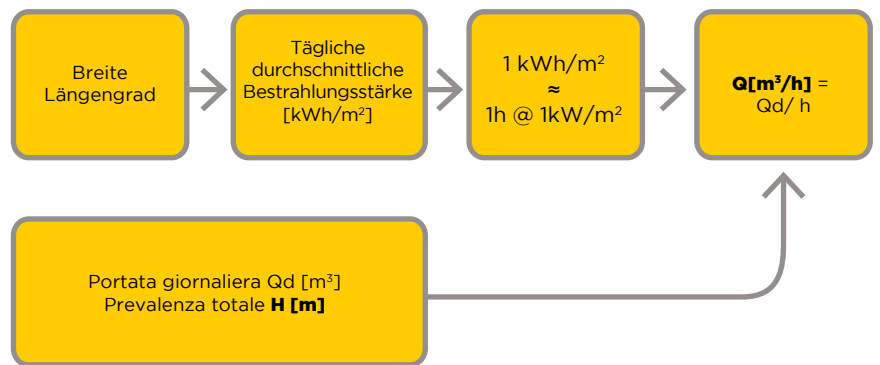 Breite
Längengrad
Tägliche
durchschnittliche
Bestrahlungsstärke
[kWh/m²]
1 kWh/m²
≈
1h @ 1kW/m²
Q[m³/h] =
Qd/ h
Portata giornaliera Qd [m³]
Prevalenza totale H [m]